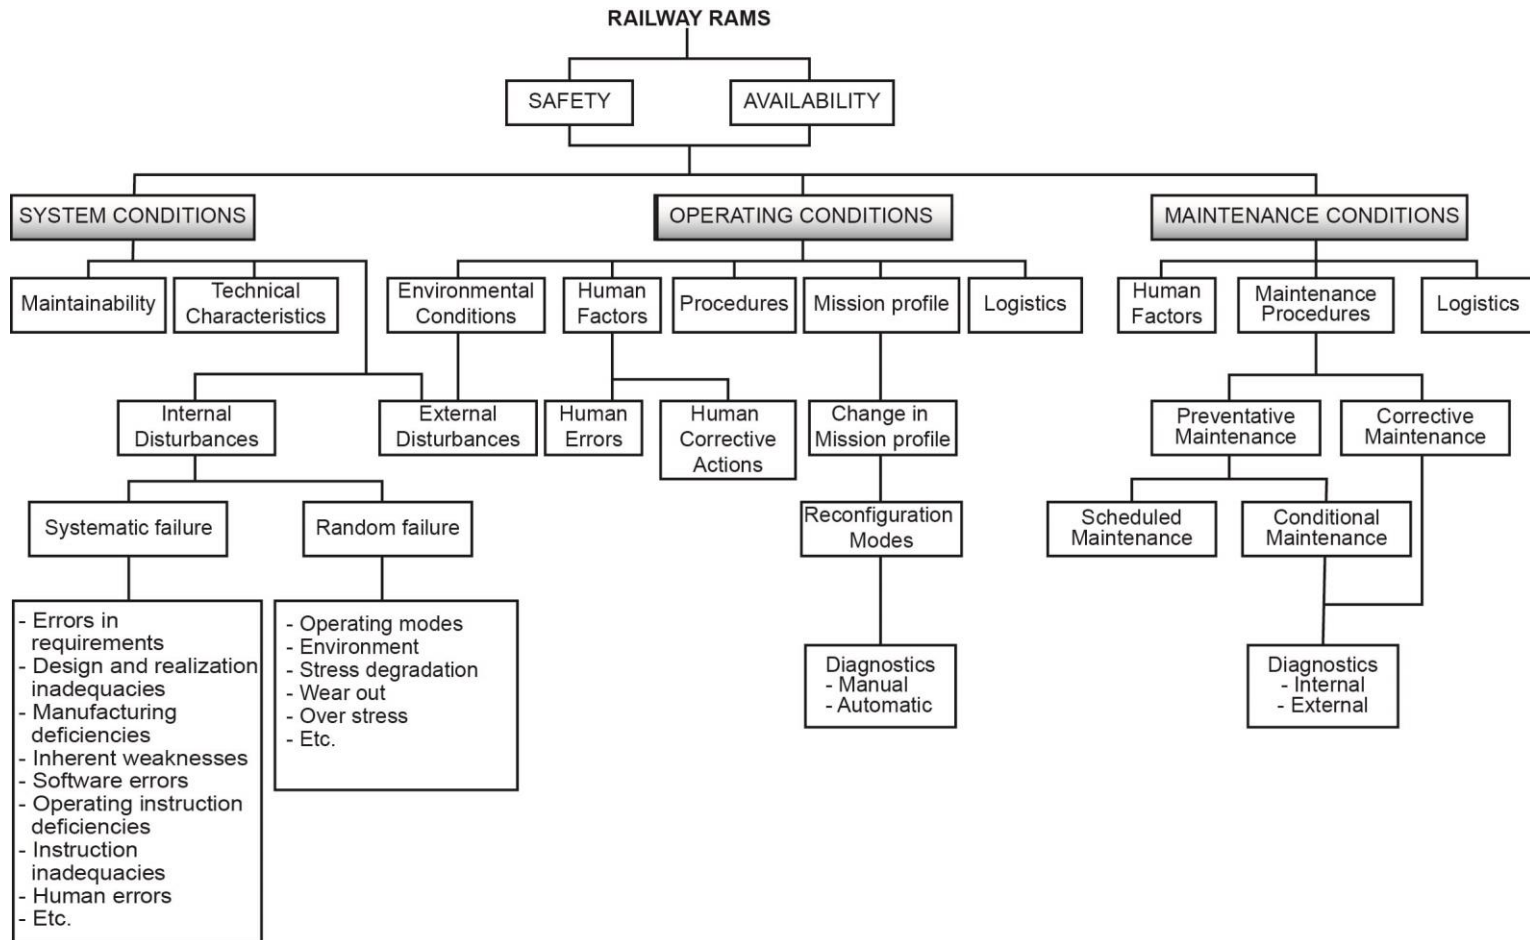 RAILWAY RAMS
SAFETY
AVAILABILITY
SYSTEM CONDITIONS
OPERATING CONDITIONS
MAINTENANCE CONDITIONS
Maintainability
Technical
Characteristics
Environmental
Conditions
Human
Factors
Procedures
Mission profile
Logistics
Human
Factors
Maintenance
Procedures
Logistics
Internal
Disturbances
External
Disturbances
Human
Errors
Human
Corrective
Actions
Change in
Mission profile
Preventative
Maintenance
Corrective
Maintenance
Systematic failure
Random failure
Reconfiguration
Modes
Scheduled
Maintenance
Conditional
Maintenance
- Errors in
requirements
- Design and realization
inadequacies
- Manufacturing
deficiencies
- Inherent weaknesses
- Software errors
- Operating instruction
deficiencies
- Instruction
inadequacies
- Human errors
- Etc.
- Operating modes
- Environment
- Stress degradation
- Wear out
- Over stress
- Etc.
Diagnostics
- Manual
- Automatic
Diagnostics
- Internal
- External